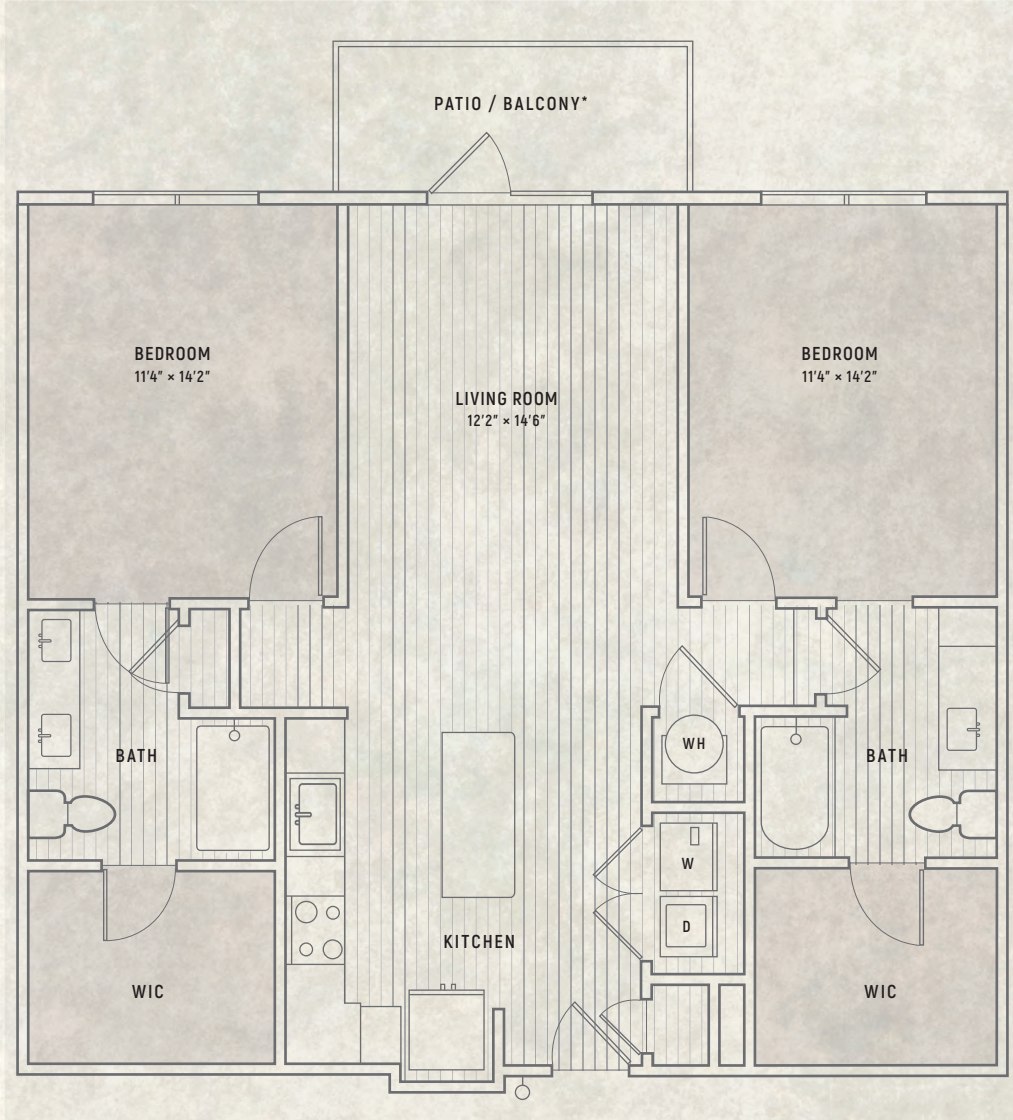 PATIO / BALCONY*
BEDROOM
11'4" × 14'2"
LIVING ROOM
12'2" × 14'6"
BEDROOM
11'4" × 14'2"
BATH
WH
BATH
W
D
KITCHEN
WIC
WIC